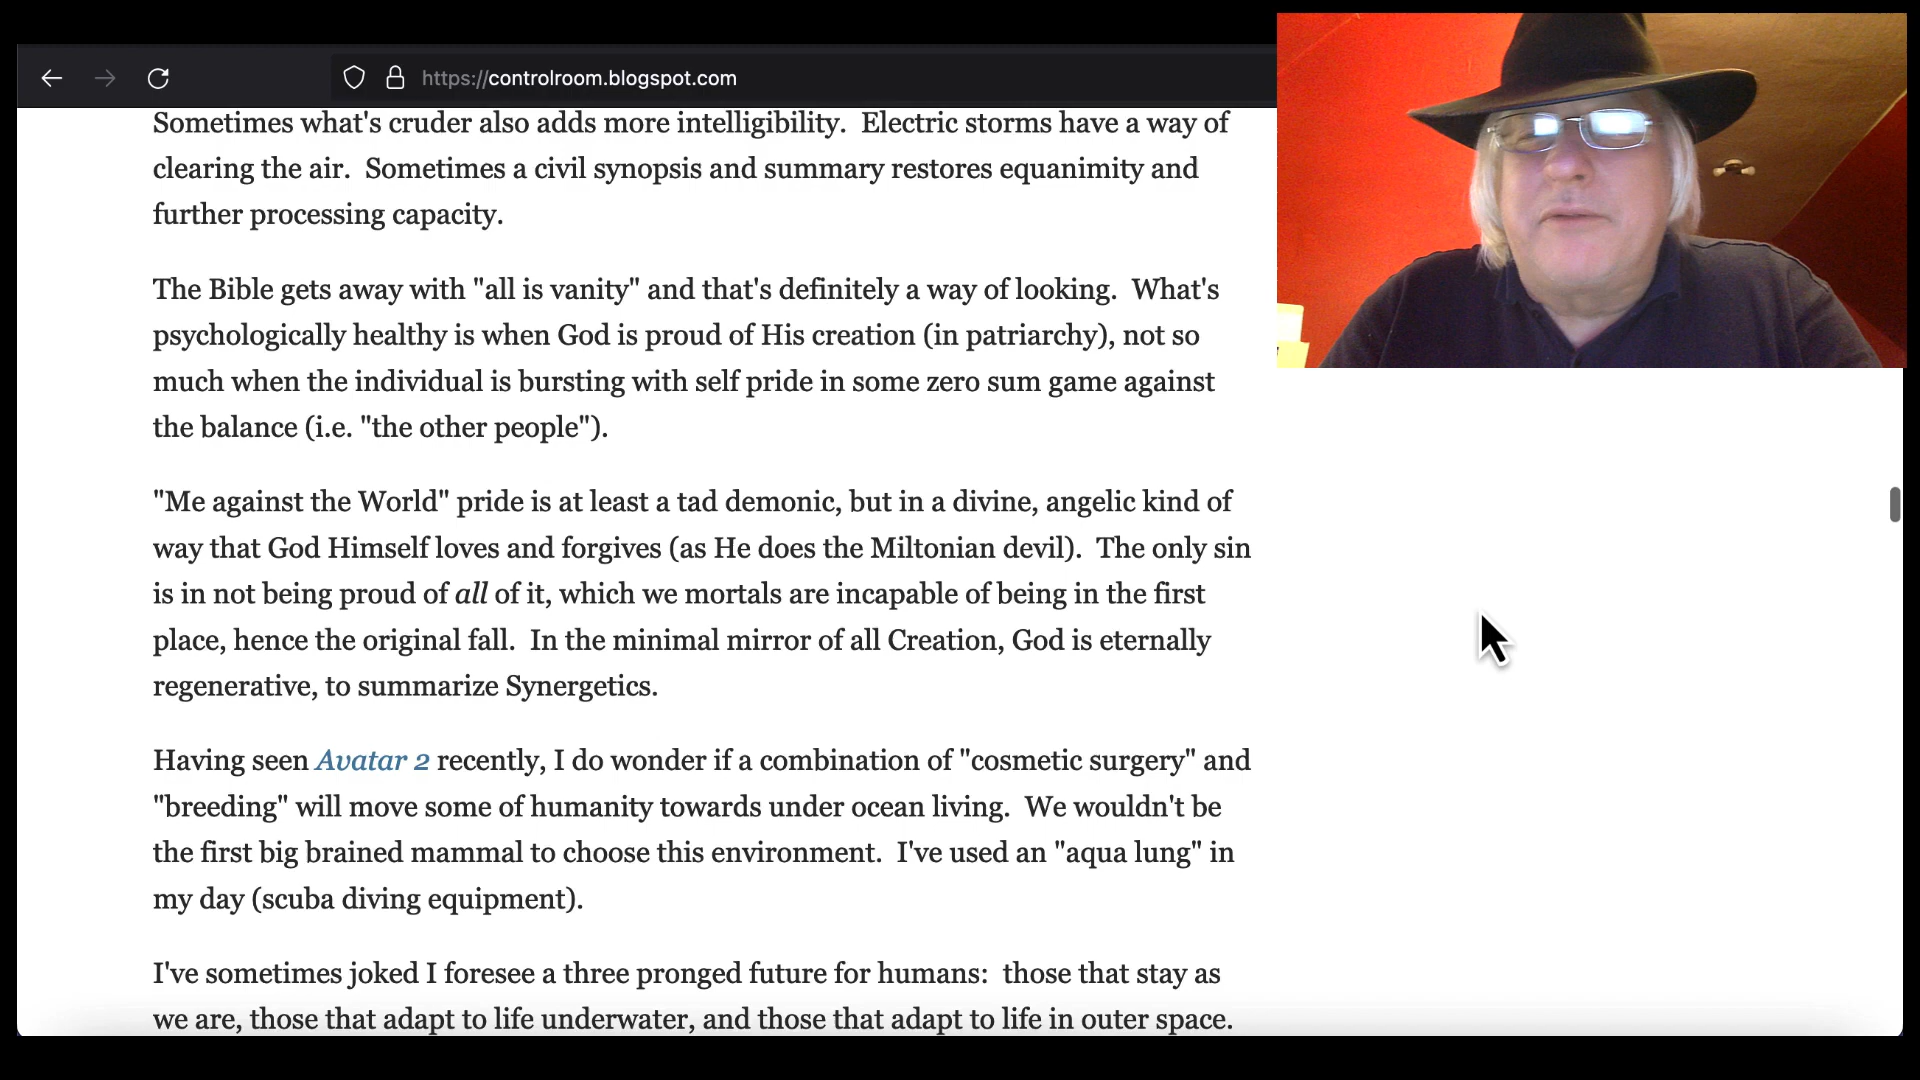 https://controlroom.blogspot.com
Sometimes what's cruder also adds more intelligibility.  Electric storms have a way of
clearing the air.  Sometimes a civil synopsis and summary restores equanimity and
further processing capacity.
The Bible gets away with "all is vanity" and that's definitely a way of looking.  What's
psychologically healthy is when God is proud of His creation (in patriarchy), not so
much when the individual is bursting with self pride in some zero sum game against
the balance (i.e. "the other people").
"Me against the World" pride is at least a tad demonic, but in a divine, angelic kind of
way that God Himself loves and forgives (as He does the Miltonian devil).  The only sin
is in not being proud of all of it, which we mortals are incapable of being in the first
place, hence the original fall.  In the minimal mirror of all Creation, God is eternally
regenerative, to summarize Synergetics.
Having seen Avatar 2 recently, I do wonder if a combination of "cosmetic surgery" and
"breeding" will move some of humanity towards under ocean living.  We wouldn't be
the first big brained mammal to choose this environment.  I've used an "aqua lung" in
my day (scuba diving equipment).
I've sometimes joked I foresee a three pronged future for humans:  those that stay as
we are, those that adapt to life underwater, and those that adapt to life in outer space.